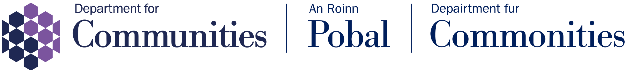 Department for
Communities
An Roinn
Pobal
Depairtment fur
Commonities